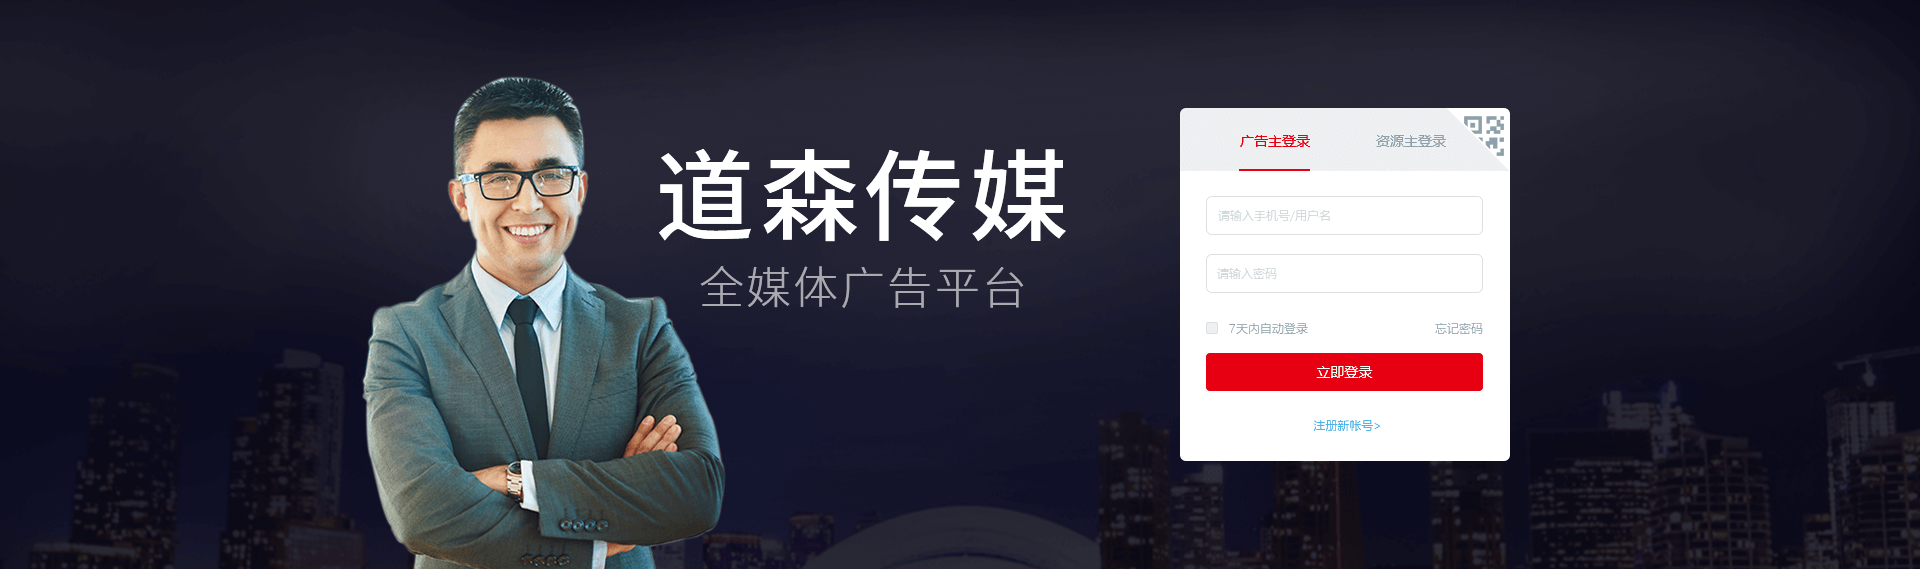 道森传媒
全媒体广告平台
广告主登录 资源主登录
请输入手机号/用户名
请输入密码
7天内自动登录 忘记密码
立即登录
注册新帐号>